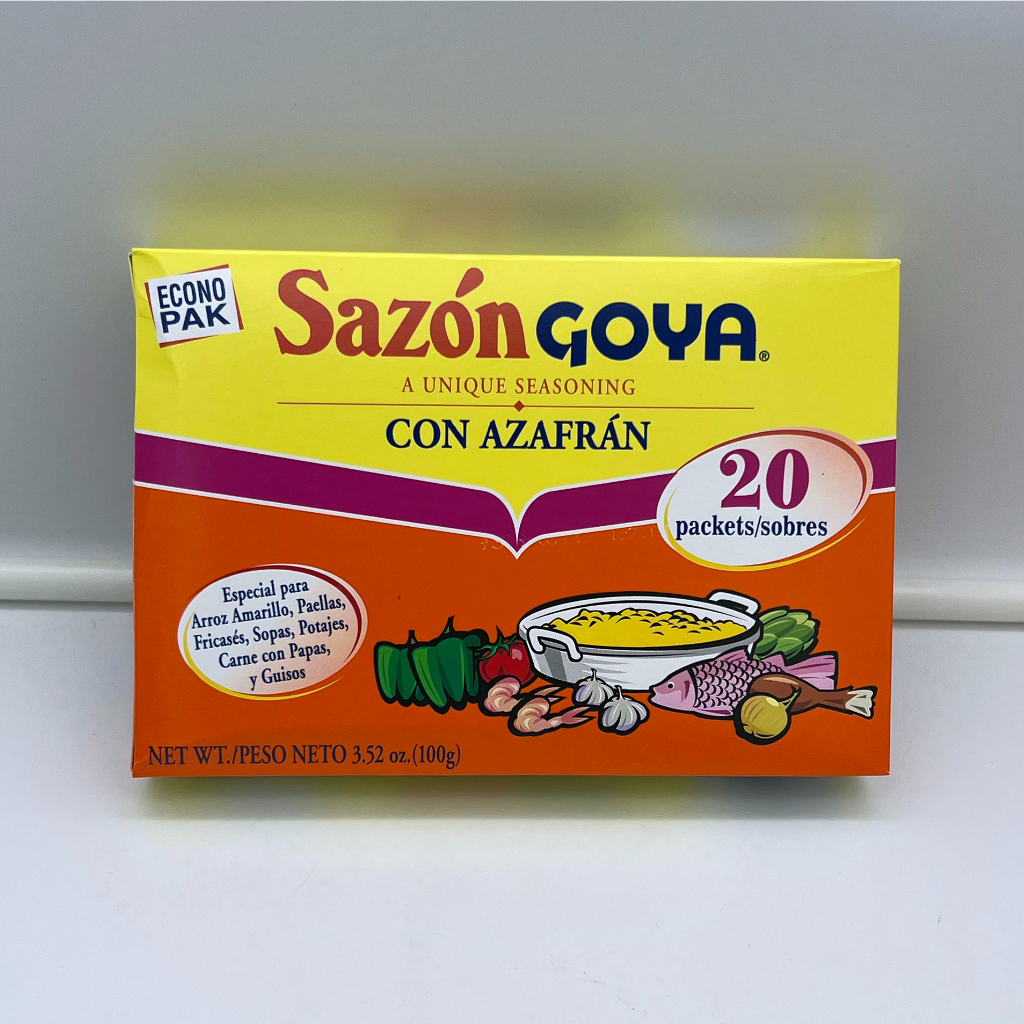 ECONO
PAK
Sazón GOYA®
A UNIQUE SEASONING
CON AZAFRÁN
20
packets/sobres
Especial para
Arroz Amarillo, Paellas,
Fricasés, Sopas, Potajes,
Carne con Papas,
y Guisos
NET WT./PESO NETO 3.52 oz.(100g)